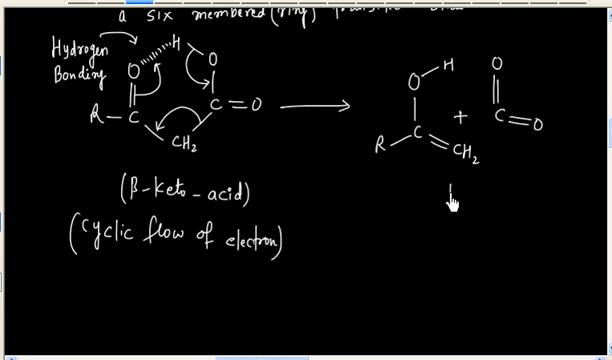 a six membered (ring)
Hydrogen
Bonding
H
O
O
R-C
C=O
CH2
O
H
R
C
CH2
+
O
C
O
(β-keto-acid)
(cyclic flow of electron)